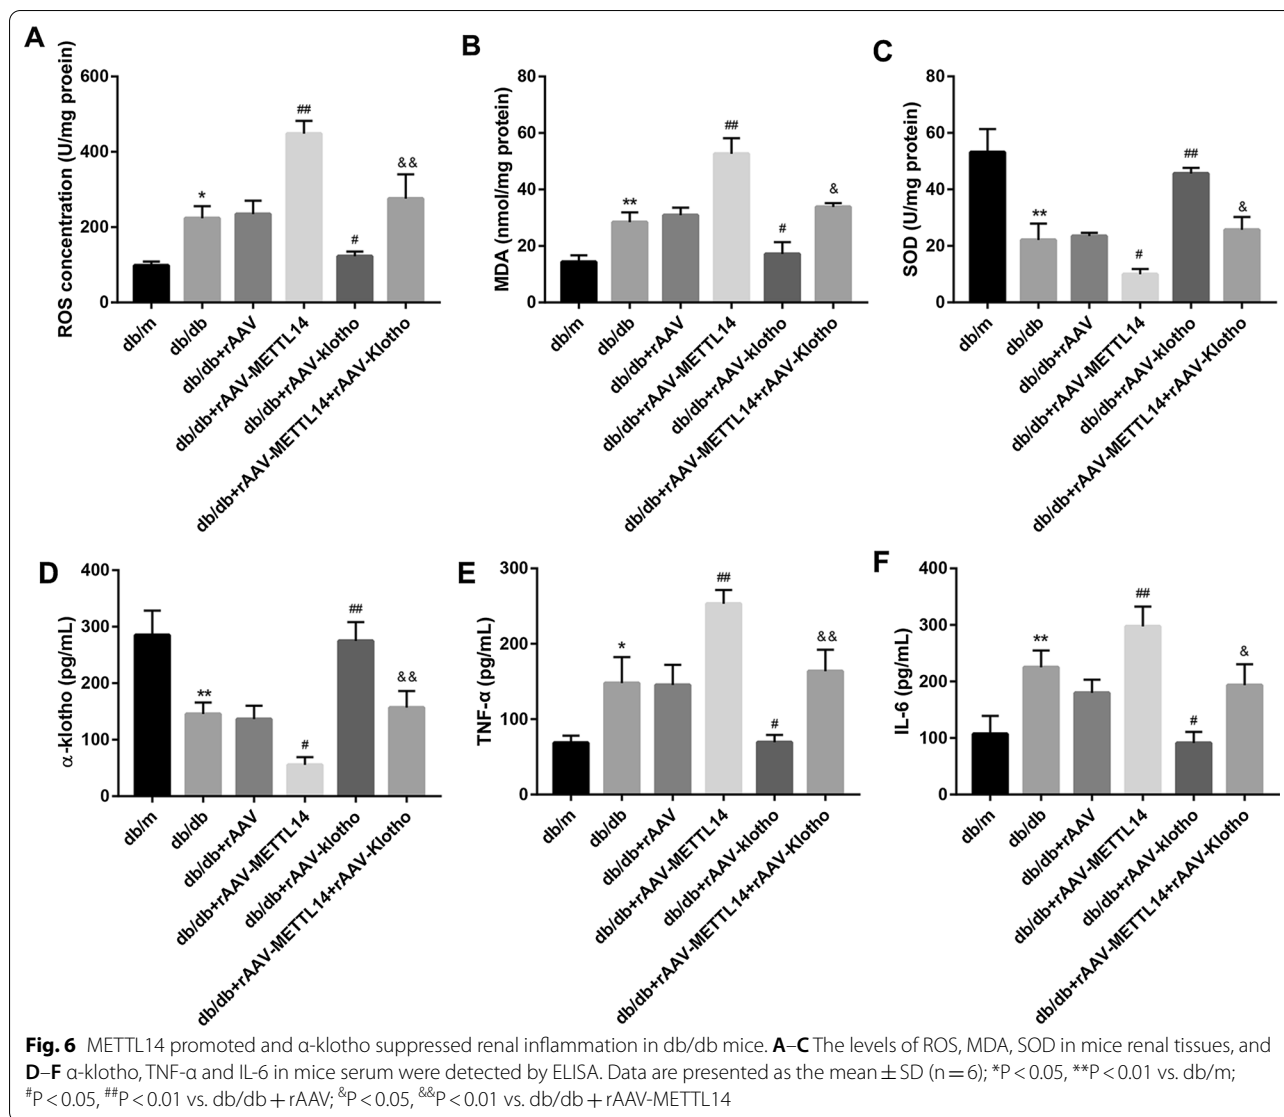 A
ROS concentration (U/mg proein)
600
400
200
0
##
&&
*
#
db/m
db/db
db/db+rAAV
db/db+rAAV-METTL14
db/db+rAAV-klotho
db/db+rAAV-METTL14+rAAV-Klotho
B
MDA (nmol/mg protein)
80
60
40
20
0
##
**
&
#
db/m
db/db
db/db+rAAV
db/db+rAAV-METTL14
db/db+rAAV-klotho
db/db+rAAV-METTL14+rAAV-Klotho
C
SOD (U/mg protein)
80
60
40
20
0
##
**
&
#
db/m
db/db
db/db+rAAV
db/db+rAAV-METTL14
db/db+rAAV-klotho
db/db+rAAV-METTL14+rAAV-Klotho
D
α-klotho (pg/mL)
400
300
200
100
0
##
**
&&
#
db/m
db/db
db/db+rAAV
db/db+rAAV-METTL14
db/db+rAAV-klotho
db/db+rAAV-METTL14+rAAV-Klotho
E
TNF-α (pg/mL)
300
200
100
0
##
*
&&
#
db/m
db/db
db/db+rAAV
db/db+rAAV-METTL14
db/db+rAAV-klotho
db/db+rAAV-METTL14+rAAV-Klotho
F
IL-6 (pg/mL)
400
300
200
100
0
##
**
&
#
db/m
db/db
db/db+rAAV
db/db+rAAV-METTL14
db/db+rAAV-klotho
db/db+rAAV-METTL14+rAAV-Klotho
Fig. 6 METTL14 promoted and α-klotho suppressed renal inflammation in db/db mice. A–C The levels of ROS, MDA, SOD in mice renal tissues, and
D–F α-klotho, TNF-α and IL-6 in mice serum were detected by ELISA. Data are presented as the mean ± SD (n = 6); *P < 0.05, **P < 0.01 vs. db/m;
#P < 0.05, ##P < 0.01 vs. db/db + rAAV; &P < 0.05, &&P < 0.01 vs. db/db + rAAV-METTL14